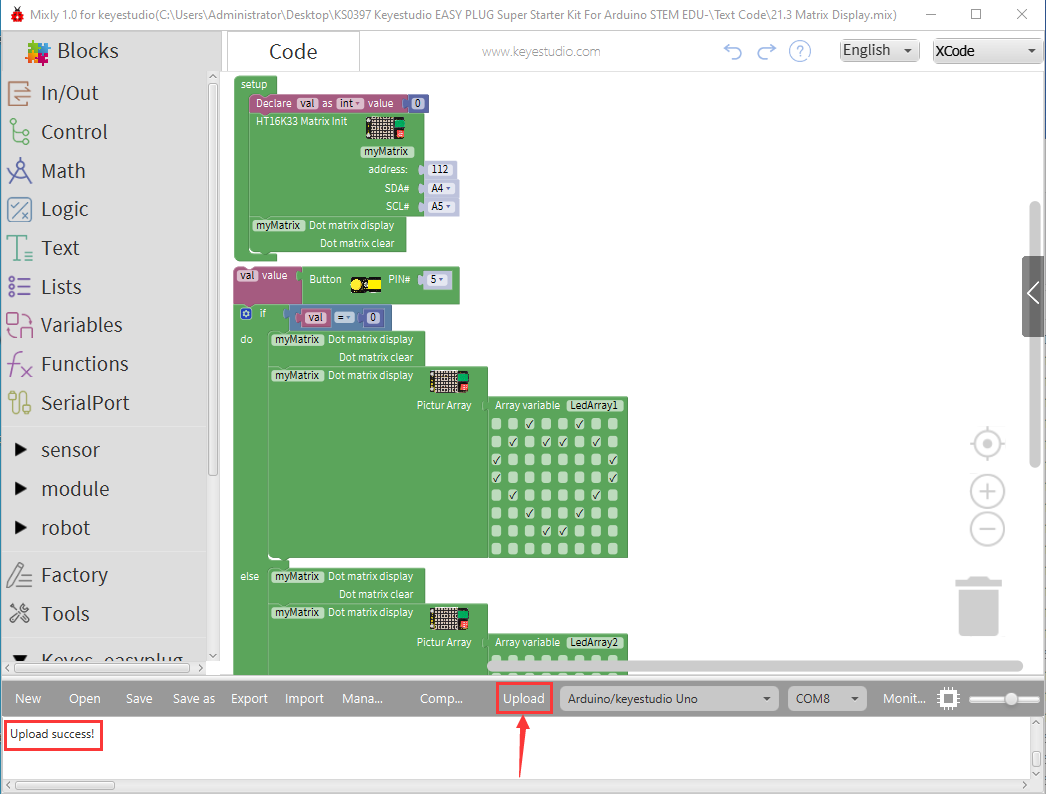 Mixly 1.0 for keyestudio(C:\Users\Administrator\Desktop\KS0397 Keyestudio EASY PLUG Super Starter Kit For Arduino STEM EDU-\Text Code\21.3 Matrix Display.mix)
Blocks
Code
www.keyestudio.com
?
English
XCode
In/Out
Control
Math
Logic
Text
Lists
Variables
Functions
SerialPort
sensor
module
robot
Factory
Tools
Keyes_easyplug
setup
Declare val as int value 0
HT16K33 Matrix Init
myMatrix
address: 112
SDA# A4
SCL# A5
myMatrix Dot matrix display
Dot matrix clear
val value Button PIN# 5
if val = 0
do myMatrix Dot matrix display
Dot matrix clear
myMatrix Dot matrix display
Pictur Array Array variable LedArray1
else myMatrix Dot matrix display
Dot matrix clear
myMatrix Dot matrix display
Pictur Array Array variable LedArray2
New Open Save Save as Export Import Mana... Comp... Upload Arduino/keyestudio Uno COM8 Monit...
Upload success!